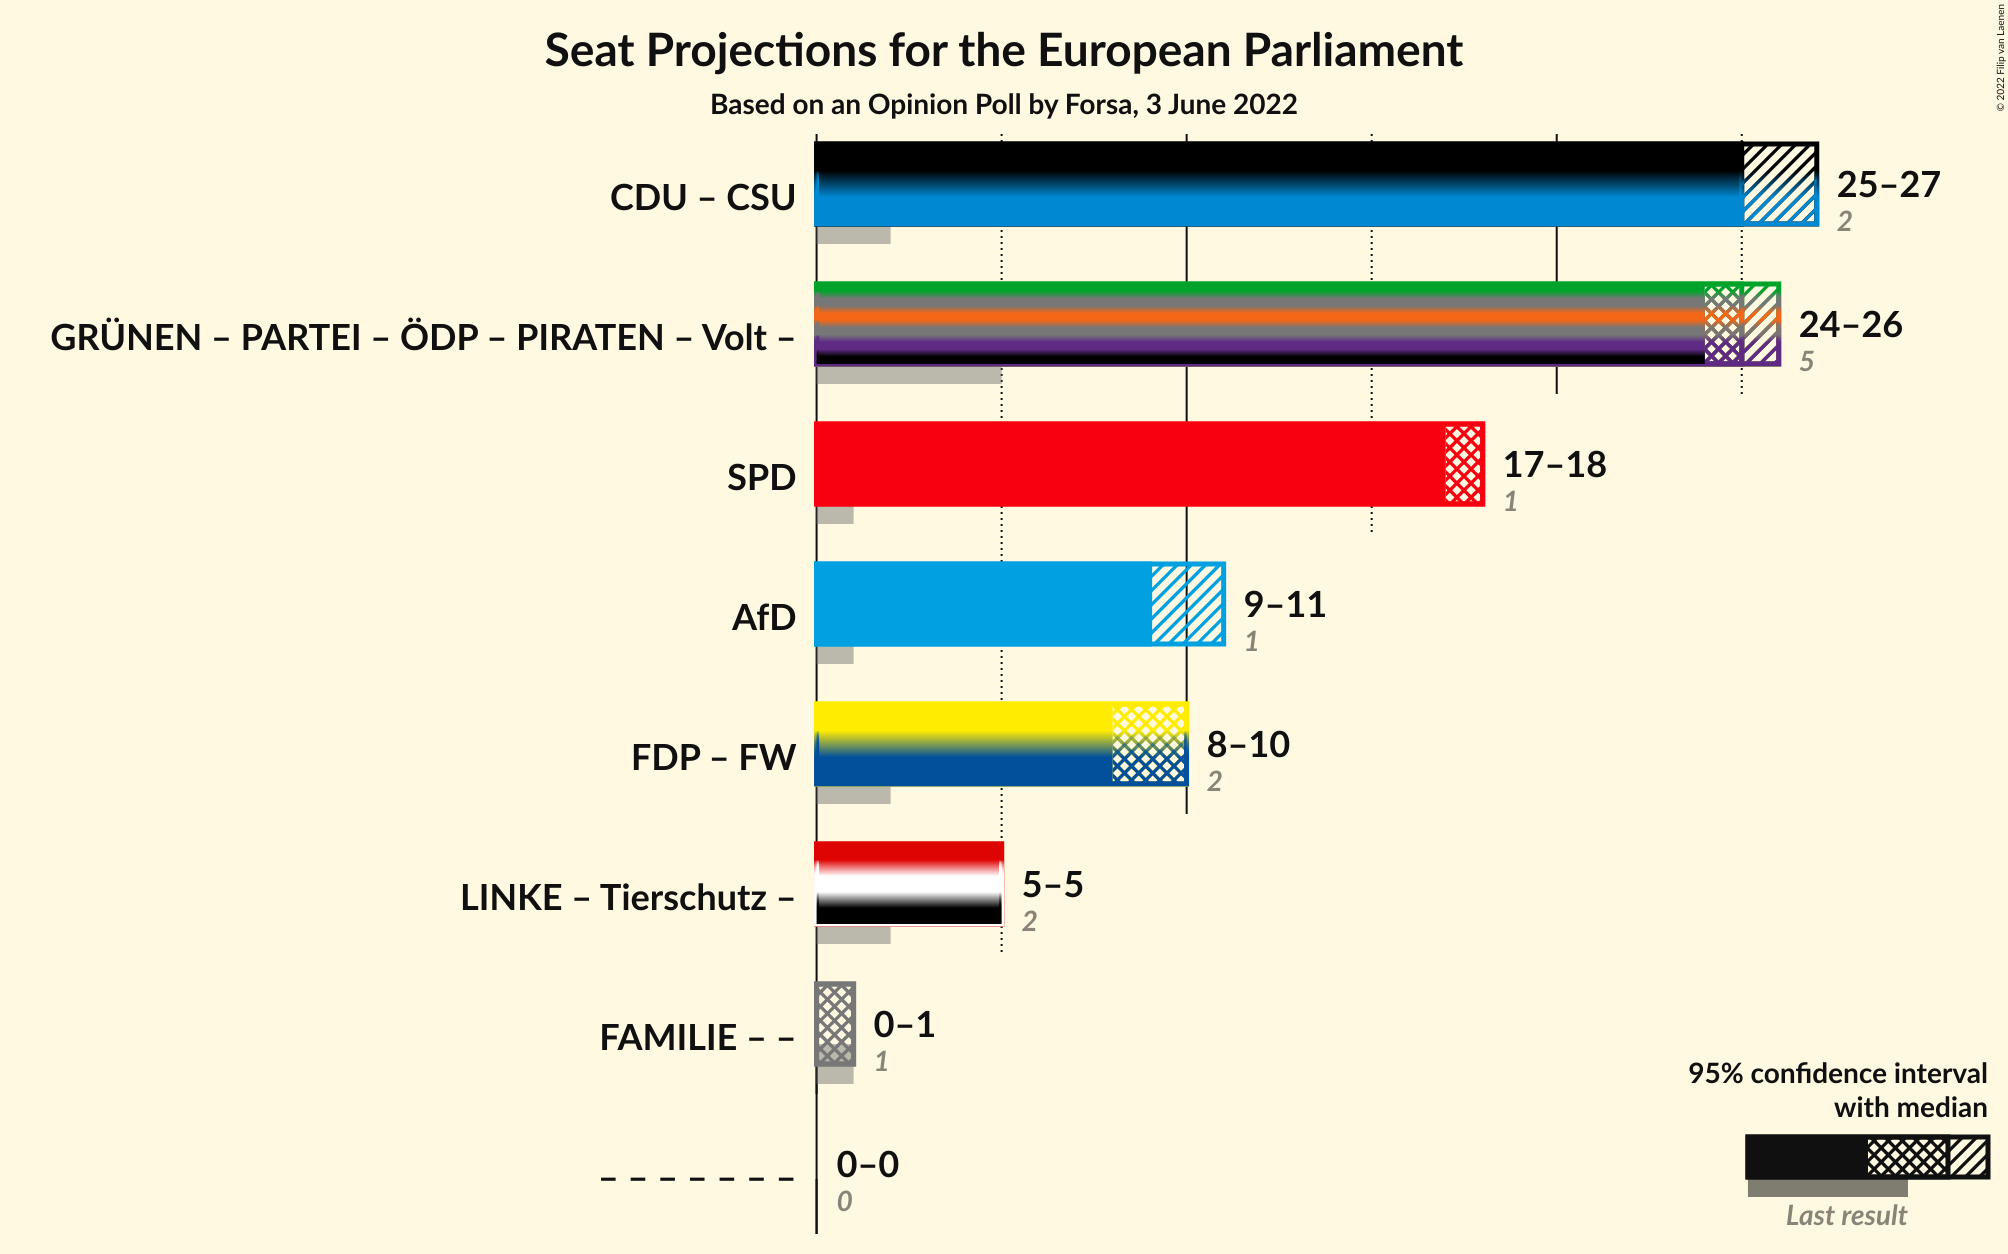 Seat Projections for the European Parliament
Based on an Opinion Poll by Forsa, 3 June 2022
© 2022 Filip van Laenen
CDU – CSU
25–27
2
GRÜNEN – PARTEI – ÖDP – PIRATEN – Volt –
24–26
5
SPD
17–18
1
AfD
9–11
1
FDP – FW
8–10
2
LINKE – Tierschutz –
5–5
2
FAMILIE – –
0–1
1
– – – – – – –
0–0
0
95% confidence interval
with median
Last result